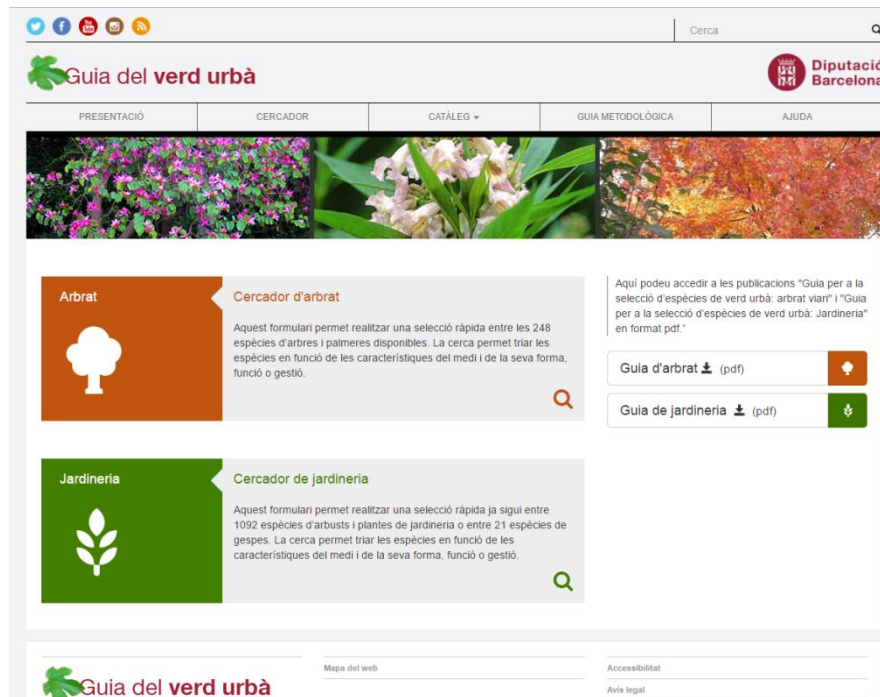 Cerca
Guia del verd urbà
Diputació
Barcelona
PRESENTACIÓ
CERCADOR
CATÀLEG
GUIA METODOLÒGICA
AJUDA
Arbrat
Cercador d'arbrat
Aquest formulari permet realitzar una selecció ràpida entre les 248
espècies d'arbres i palmeres disponibles. La cerca permet triar les
espècies en funció de les característiques del medi i de la seva forma,
funció o gestió.
Aquí podeu accedir a les publicacions "Guia per a la
selecció d'espècies de verd urbà: arbrat viari" i "Guia
per a la selecció d'espècies de verd urbà: Jardineria"
en format pdf."
Guia d'arbrat (pdf)
Guia de jardineria (pdf)
Jardineria
Cercador de jardineria
Aquest formulari permet realitzar una selecció ràpida ja sigui entre
1092 espècies d'arbusts i plantes de jardineria o entre 21 espècies de
gespes. La cerca permet triar les espècies en funció de les
característiques del medi i de la seva forma, funció o gestió.
Guia del verd urbà
Mapa del web
Accessibilitat
Avís legal